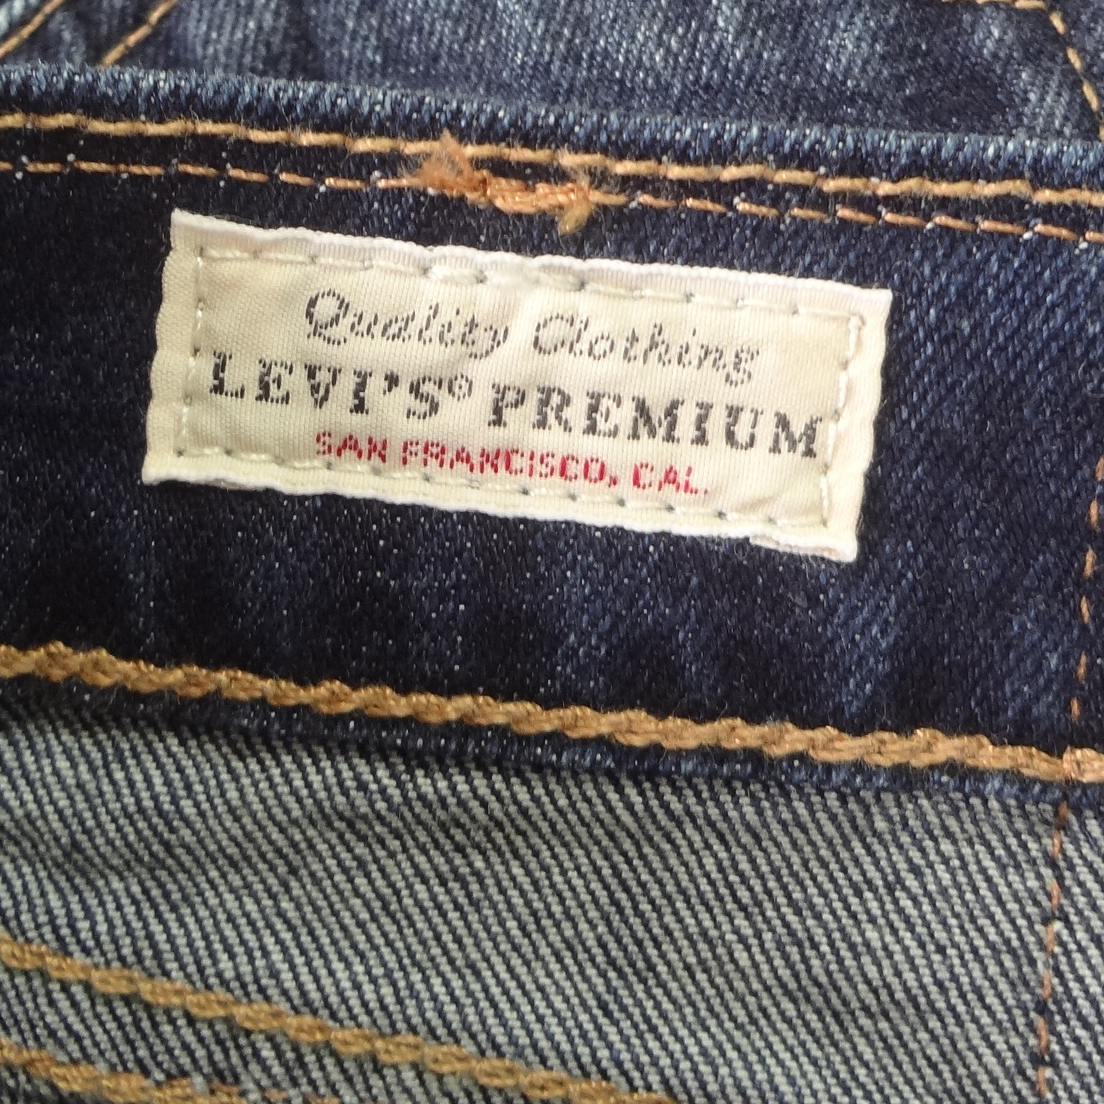 Quality Clothing
LEVI'S® PREMIUM
SAN FRANCISCO, CAL.